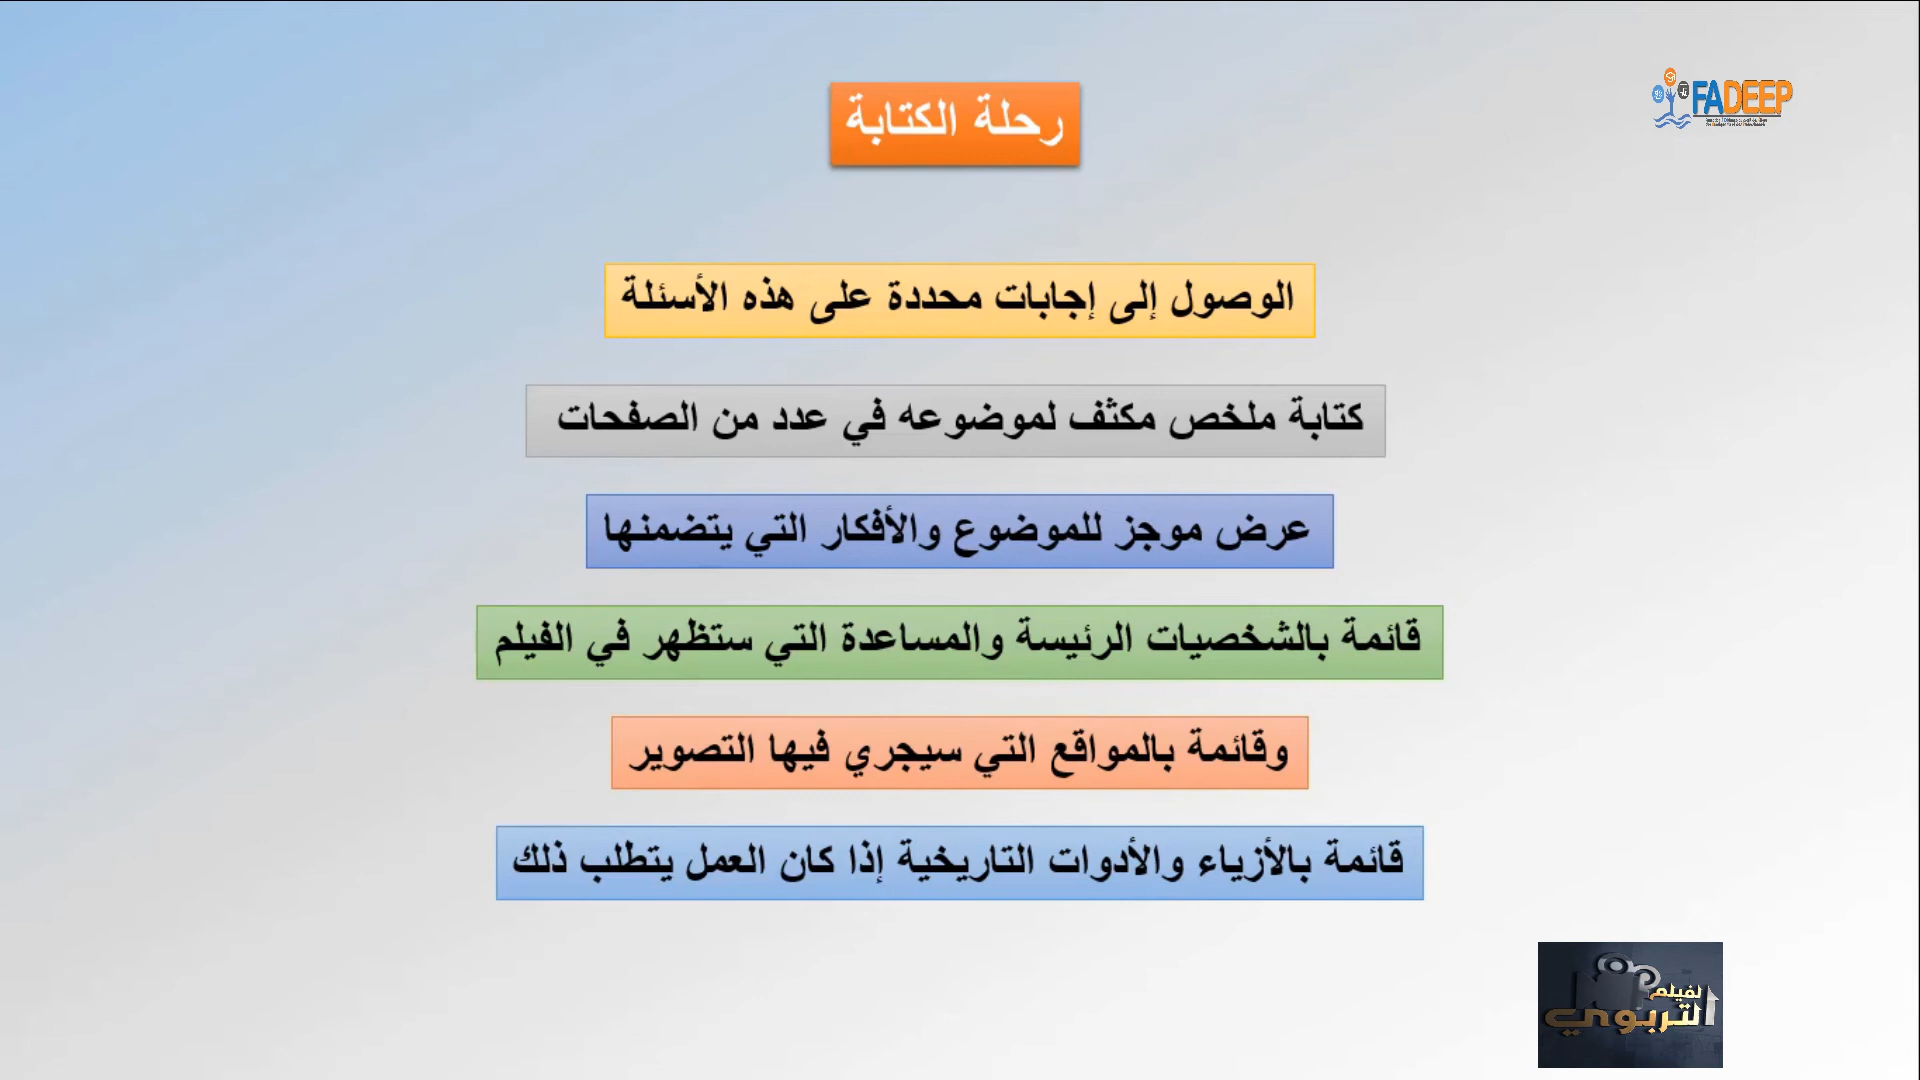 رحلة الكتابة
FADEEP
الوصول إلى إجابات محددة على هذه الأسئلة
كتابة ملخص مكثف لموضوعه في عدد من الصفحات
عرض موجز للموضوع والأفكار التي يتضمنها
قائمة بالشخصيات الرئيسة والمساعدة التي ستظهر في الفيلم
وقائمة بالمواقع التي سيجري فيها التصوير
قائمة بالأزياء والأدوات التاريخية إذا كان العمل يتطلب ذلك
الفيلم
التربوي